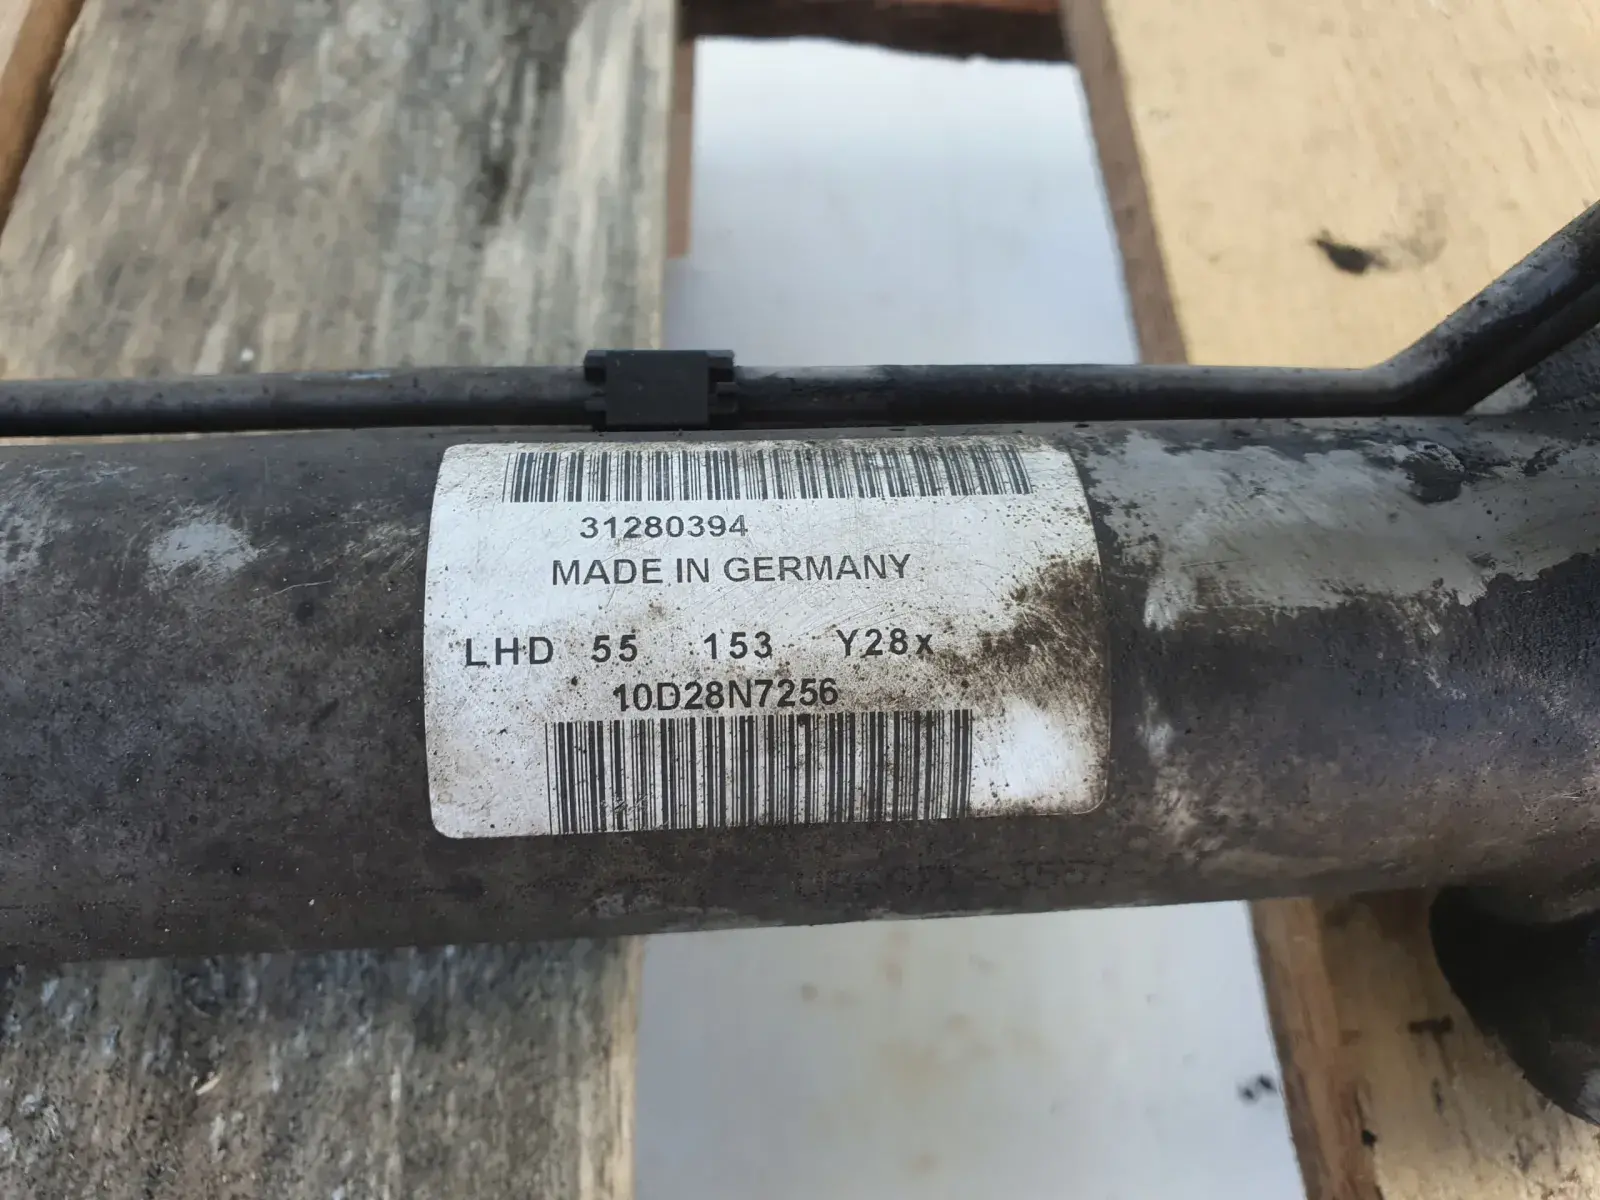 31280394
MADE IN GERMANY
LHD 55 153 Y28x
10D28N7256